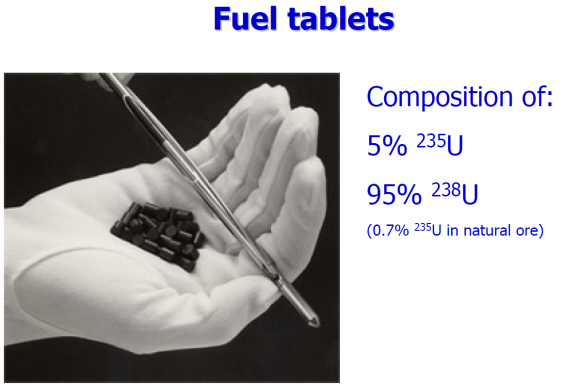 Fuel tablets
Composition of:
5% ²³⁵U
95% ²³⁸U
(0.7% ²³⁵U in natural ore)